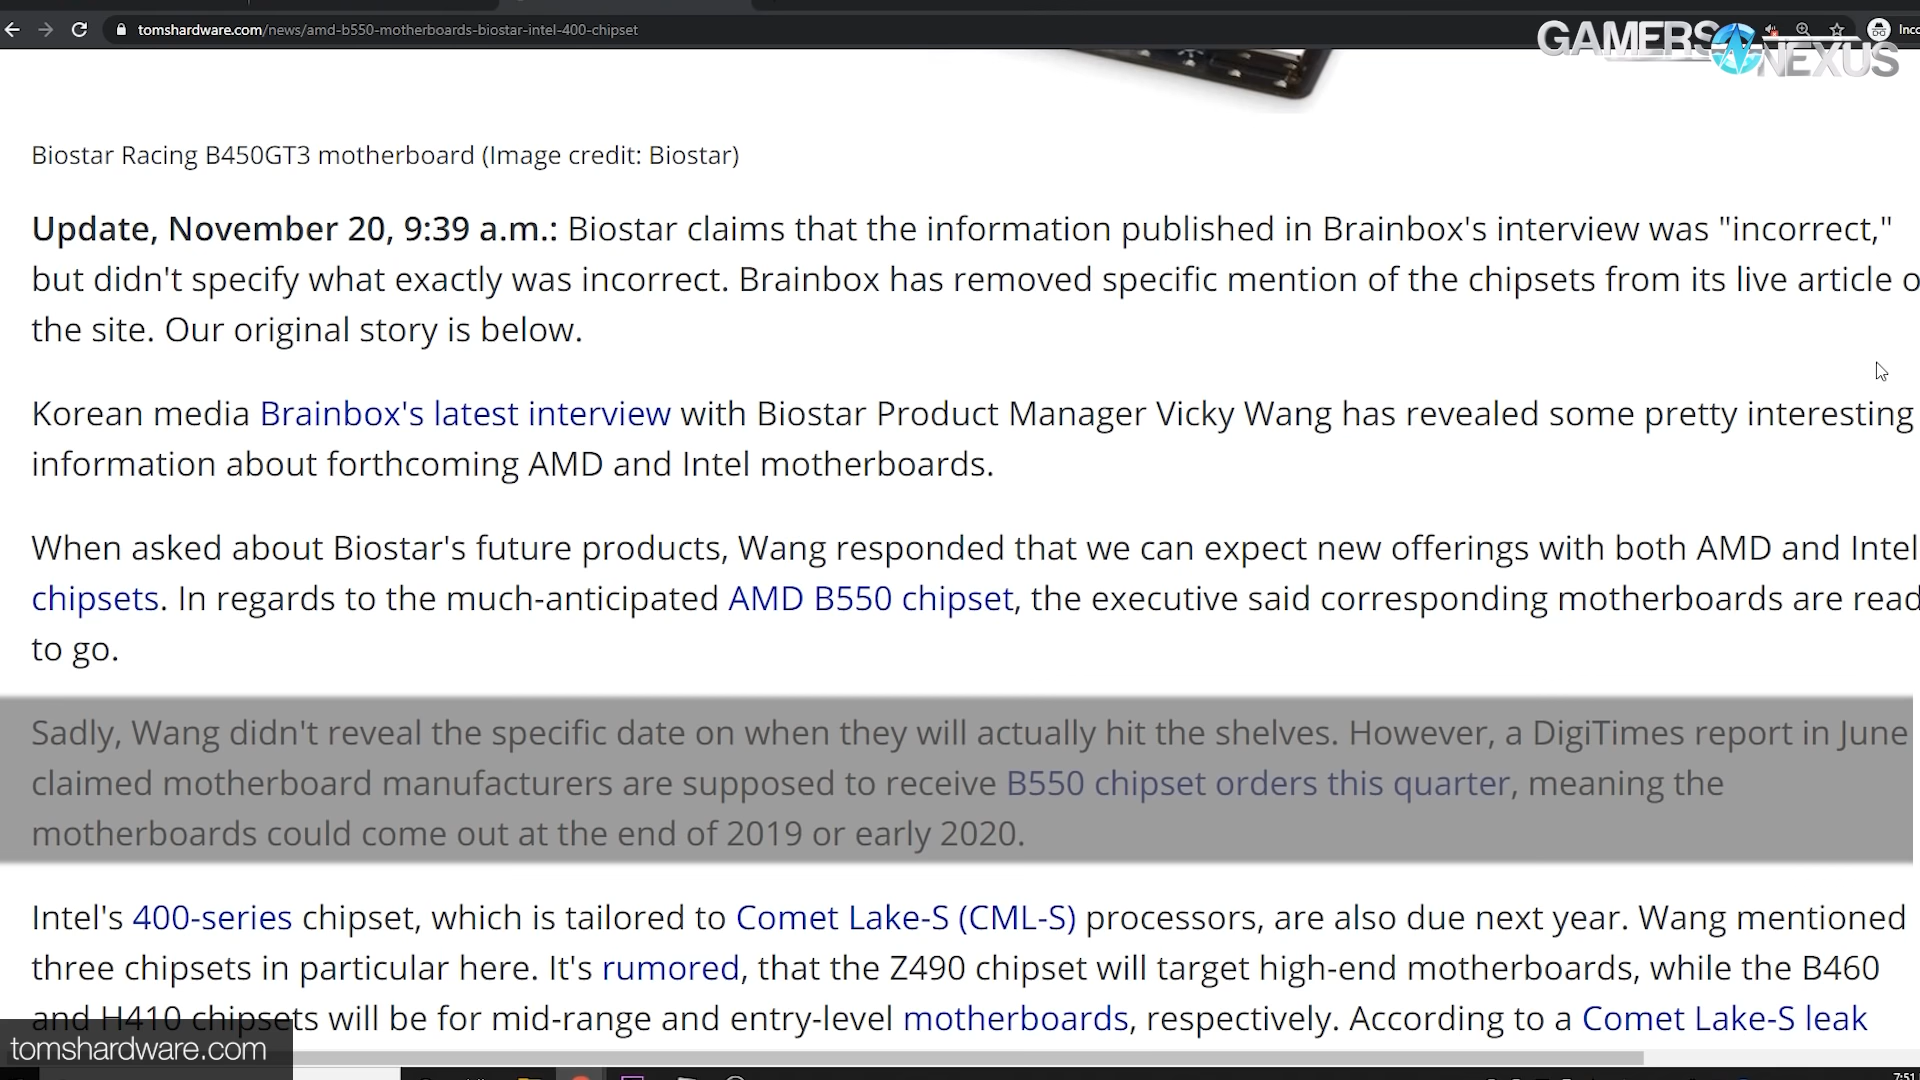 tomshardware.com/news/amd-b550-motherboards-biostar-intel-400-chipset
GAMERS NEXUS
Biostar Racing B450GT3 motherboard (Image credit: Biostar)
Update, November 20, 9:39 a.m.: Biostar claims that the information published in Brainbox's interview was "incorrect,"
but didn't specify what exactly was incorrect. Brainbox has removed specific mention of the chipsets from its live article o
the site. Our original story is below.
Korean media Brainbox's latest interview with Biostar Product Manager Vicky Wang has revealed some pretty interesting
information about forthcoming AMD and Intel motherboards.
When asked about Biostar's future products, Wang responded that we can expect new offerings with both AMD and Intel
chipsets. In regards to the much-anticipated AMD B550 chipset, the executive said corresponding motherboards are read
to go.
Sadly, Wang didn't reveal the specific date on when they will actually hit the shelves. However, a DigiTimes report in June
claimed motherboard manufacturers are supposed to receive B550 chipset orders this quarter, meaning the
motherboards could come out at the end of 2019 or early 2020.
Intel's 400-series chipset, which is tailored to Comet Lake-S (CML-S) processors, are also due next year. Wang mentioned
three chipsets in particular here. It's rumored, that the Z490 chipset will target high-end motherboards, while the B460
and H410 chipsets will be for mid-range and entry-level motherboards, respectively. According to a Comet Lake-S leak
tomshardware.com